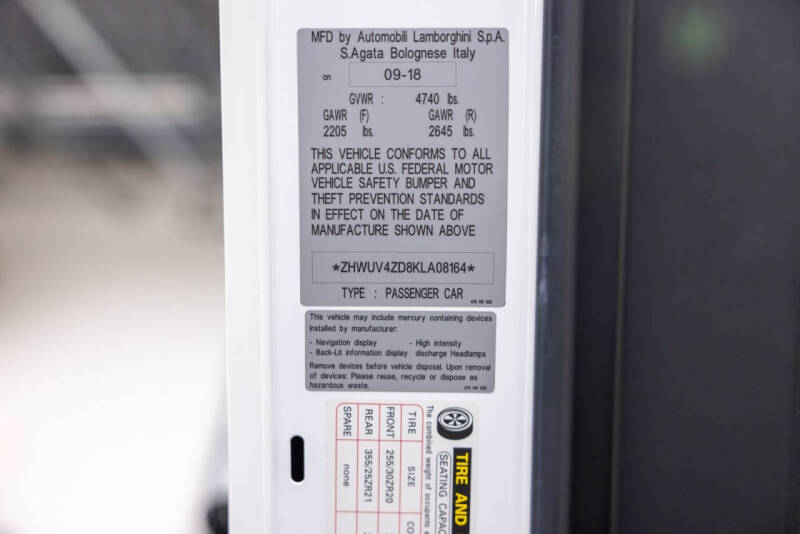 MFD by Automobili Lamborghini S.p.A.
S.Agata Bolognese Italy
on 09-18
GVWR : 4740 lbs.
GAWR (F) GAWR (R)
2205 lbs. 2645 lbs.
THIS VEHICLE CONFORMS TO ALL
APPLICABLE U.S. FEDERAL MOTOR
VEHICLE SAFETY BUMPER AND
THEFT PREVENTION STANDARDS
IN EFFECT ON THE DATE OF
MANUFACTURE SHOWN ABOVE
*ZHWUV4ZD8KLA08164*
TYPE : PASSENGER CAR
This vehicle may include mercury containing devices
installed by manufacturer:
- Navigation display - High intensity
- Back-Lit information display discharge Headlamps
Remove devices before vehicle disposal. Upon removal
of devices: Please reuse, recycle or dispose as
hazardous waste.
TIRE AND
SEATING CAPAC
The combined weight of occupants
TIRE SIZE
FRONT 255/30ZR20
REAR 355/25ZR21
SPARE none